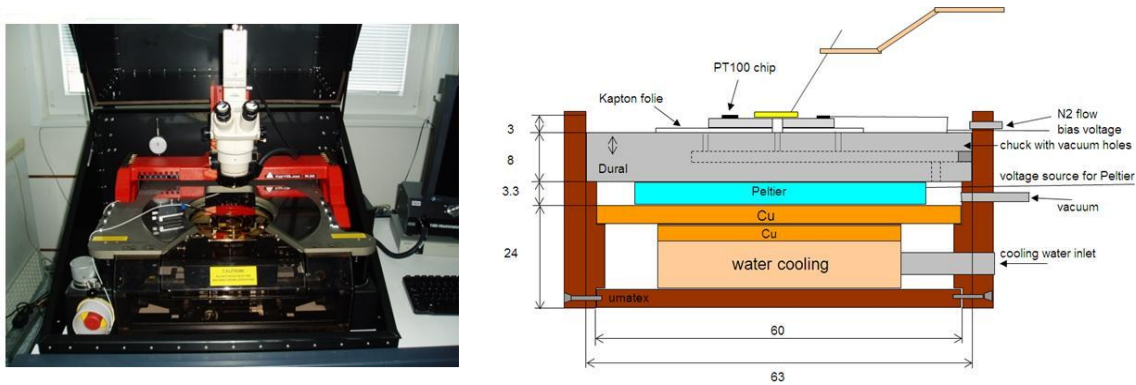 CAUTION
PT100 chip
Kapton folie
N2 flow
bias voltage
3
chuck with vacuum holes
8
Dural
voltage source for Peltier
3.3
Peltier
vacuum
Cu
Cu
24
water cooling
cooling water inlet
umatex
60
63